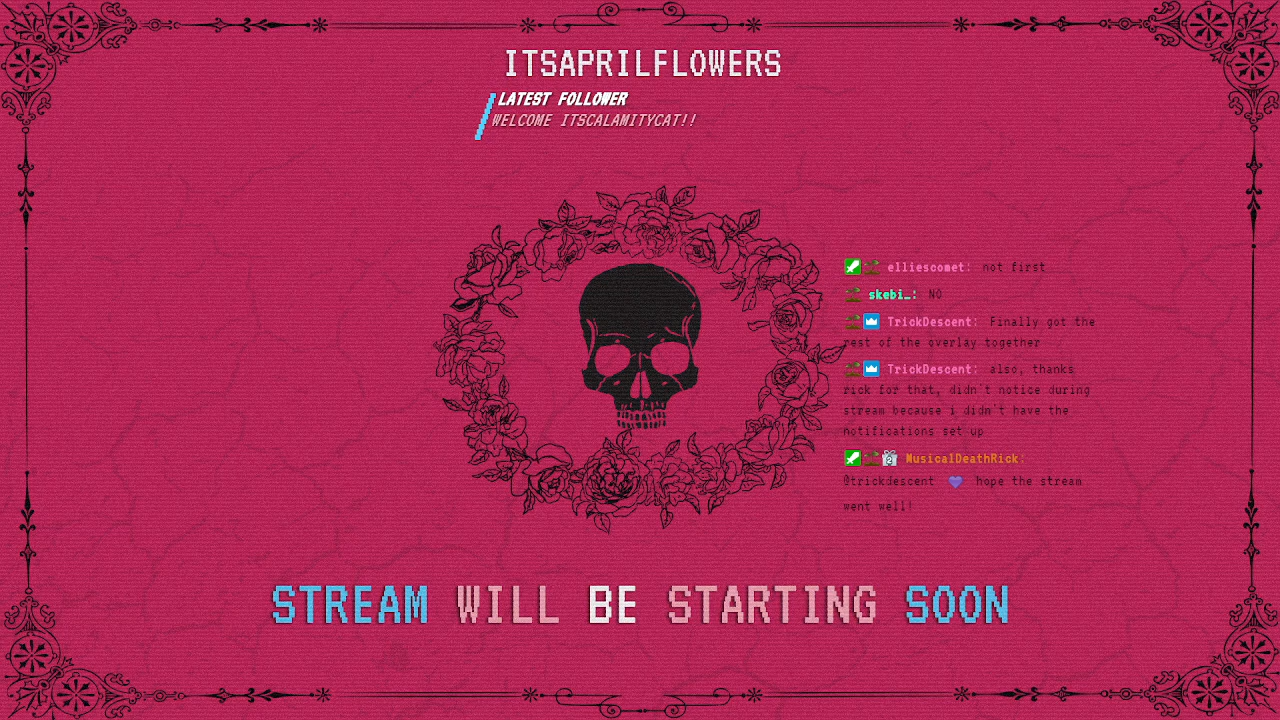 ITSAPRILFLOWERS
LATEST FOLLOWER
WELCOME ITSCALAMITYCAT!!
elliescomet: not first
skebi_: NO
TrickDescent: Finally got the
rest of the overlay together
TrickDescent: also, thanks
rick for that, didn't notice during
stream because i didn't have the
notifications set up
2 MusicalDeathRick:
@trickdescent 💜 hope the stream
went well!
STREAM WILL BE STARTING SOON